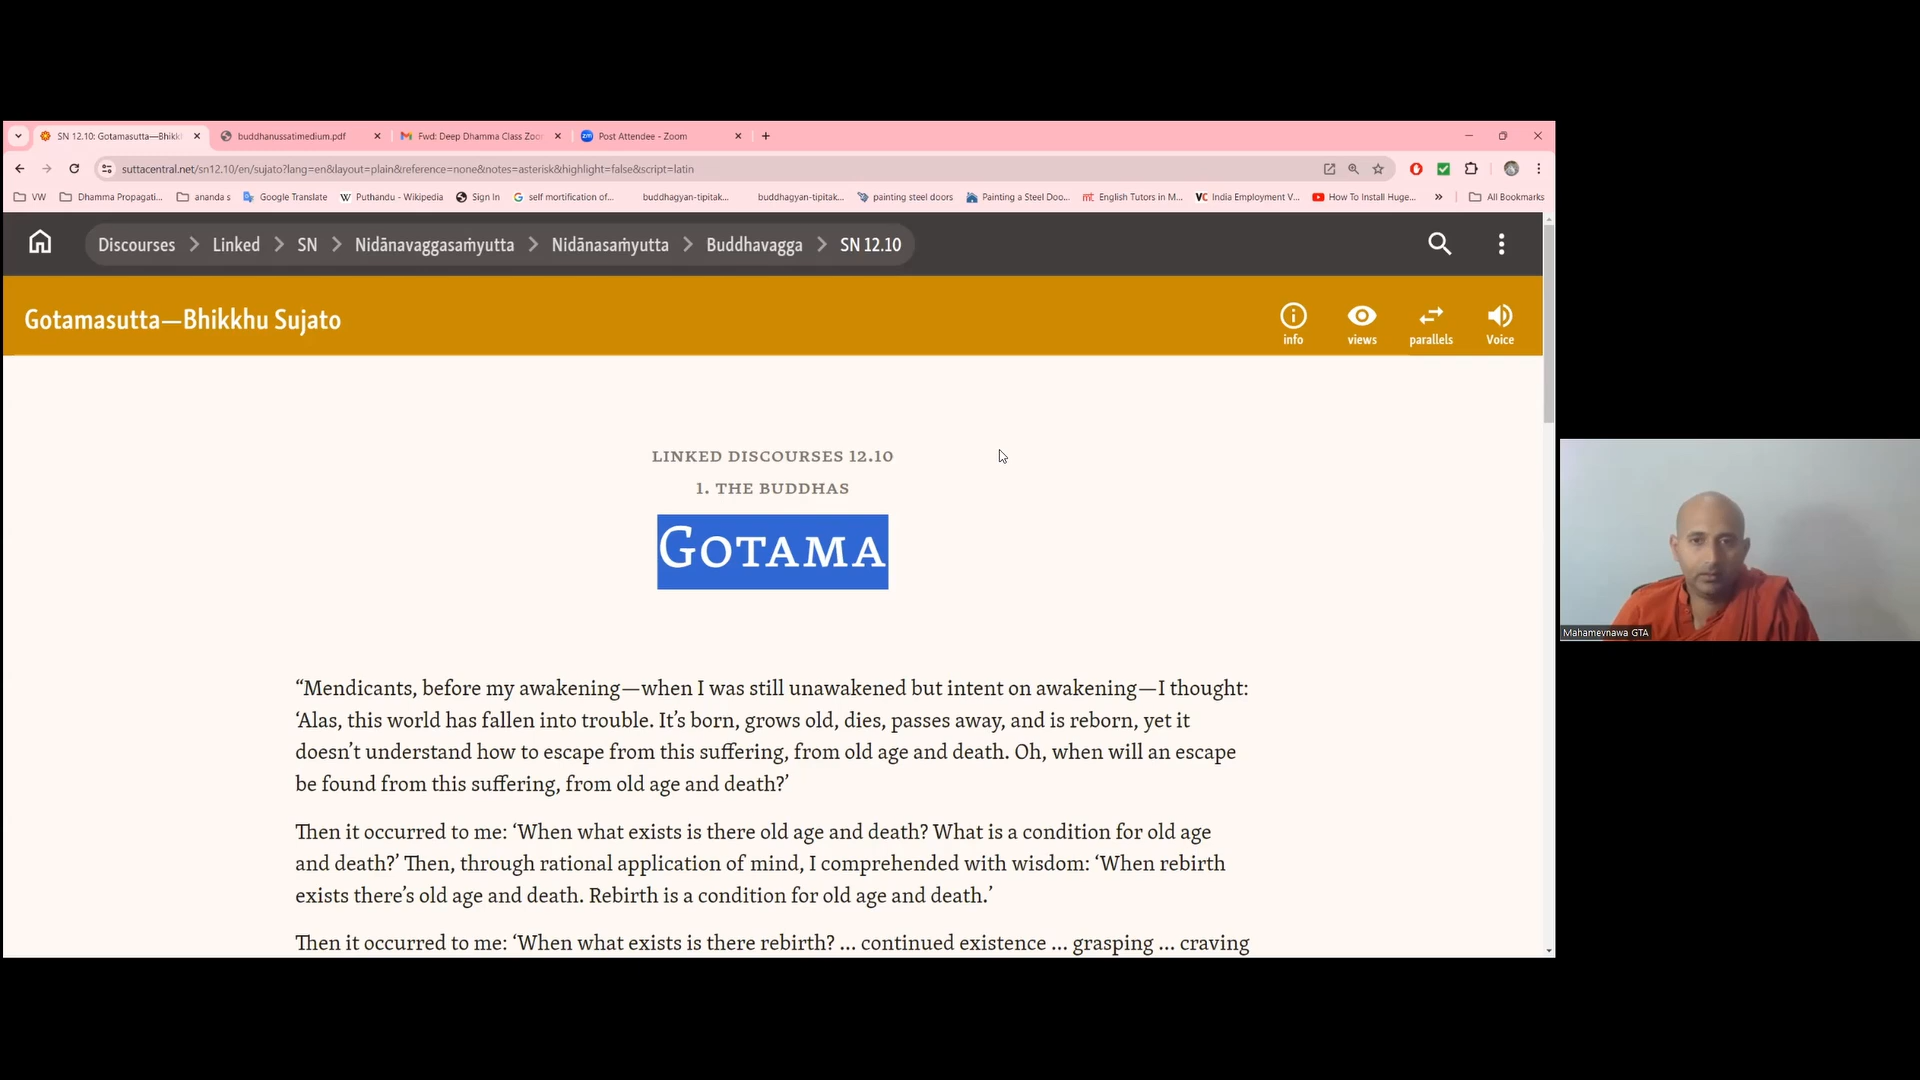 SN 12.10: Gotamasutta—Bhikkh
buddhanussatimedium.pdf
Fwd: Deep Dhamma Class Zoo
Post Attendee - Zoom
suttacentral.net/sn12.10/en/sujato?lang=en&layout=plain&reference=none&notes=asterisk&highlight=false&script=latin
VW
Dhamma Propagati...
ananda s
Google Translate
Puthandu - Wikipedia
Sign In
self mortification of...
buddhagyan-tipitak...
buddhagyan-tipitak...
painting steel doors
Painting a Steel Doo...
English Tutors in M...
India Employment V...
How To Install Huge...
»
All Bookmarks
Discourses
Linked
SN
Nidānavaggasaṁyutta
Nidānasaṁyutta
Buddhavagga
SN 12.10
Gotamasutta—Bhikkhu Sujato
info
views
parallels
Voice
LINKED DISCOURSES 12.10
1. THE BUDDHAS
GOTAMA
“Mendicants, before my awakening—when I was still unawakened but intent on awakening—I thought:
‘Alas, this world has fallen into trouble. It’s born, grows old, dies, passes away, and is reborn, yet it
doesn’t understand how to escape from this suffering, from old age and death. Oh, when will an escape
be found from this suffering, from old age and death?’
Then it occurred to me: ‘When what exists is there old age and death? What is a condition for old age
and death?’ Then, through rational application of mind, I comprehended with wisdom: ‘When rebirth
exists there’s old age and death. Rebirth is a condition for old age and death.’
Then it occurred to me: ‘When what exists is there rebirth? … continued existence … grasping … craving
Mahamevnawa GTA